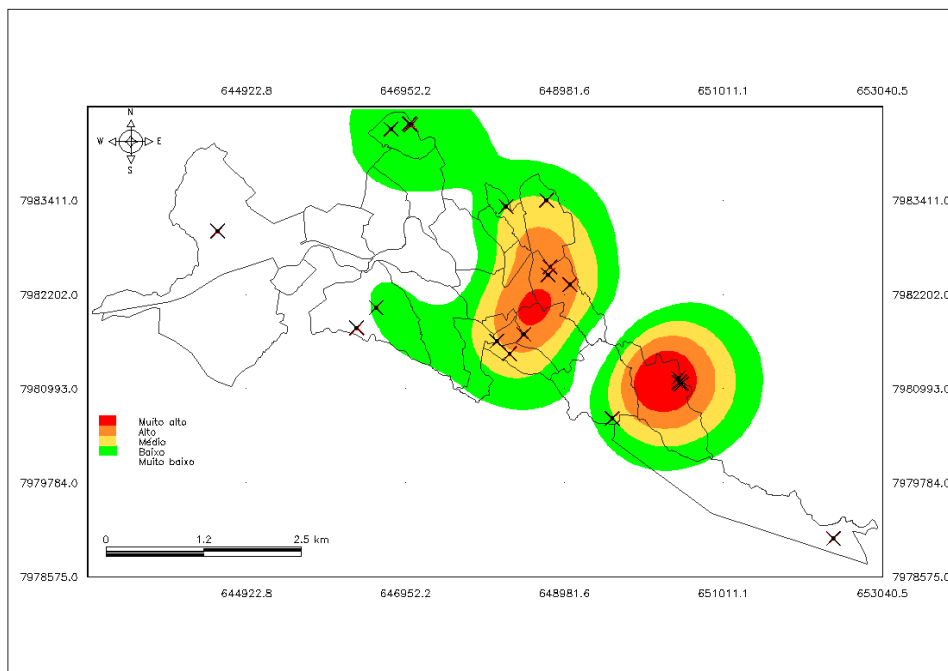 644922.8 646952.2 648981.6 651011.1 653040.5
N
W E
S
7983411.0 7983411.0
7982202.0 7982202.0
7980993.0 7980993.0
Muito alto
Alto
Médio
Baixo
Muito baixo
7979784.0 7979784.0
0 1.2 2.5 km
7978575.0 7978575.0
644922.8 646952.2 648981.6 651011.1 653040.5